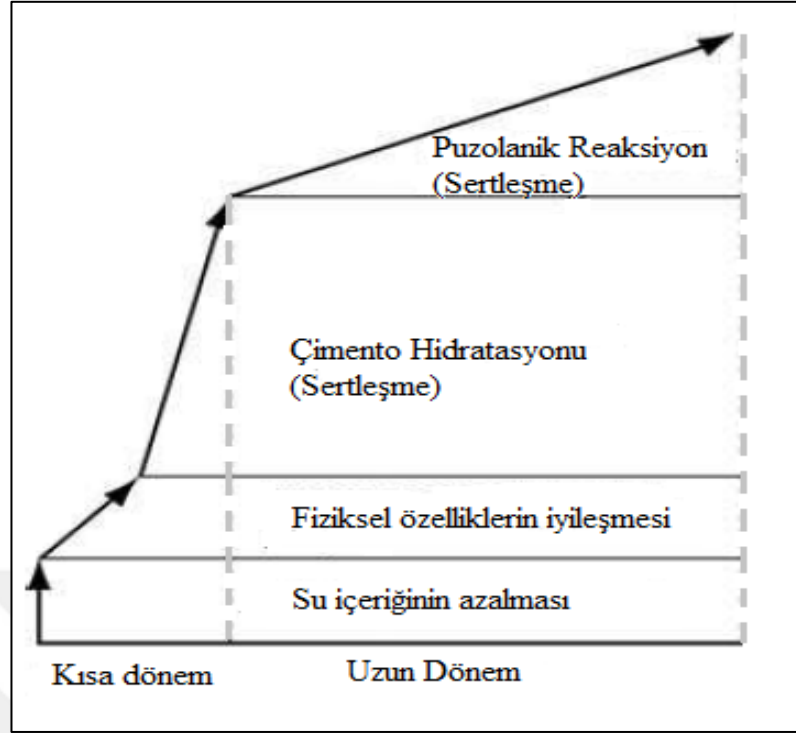 Puzolanik Reaksiyon
(Sertleşme)
Çimento Hidratasyonu
(Sertleşme)
Fiziksel özelliklerin iyileşmesi
Su içeriğinin azalması
Kısa dönem
Uzun Dönem